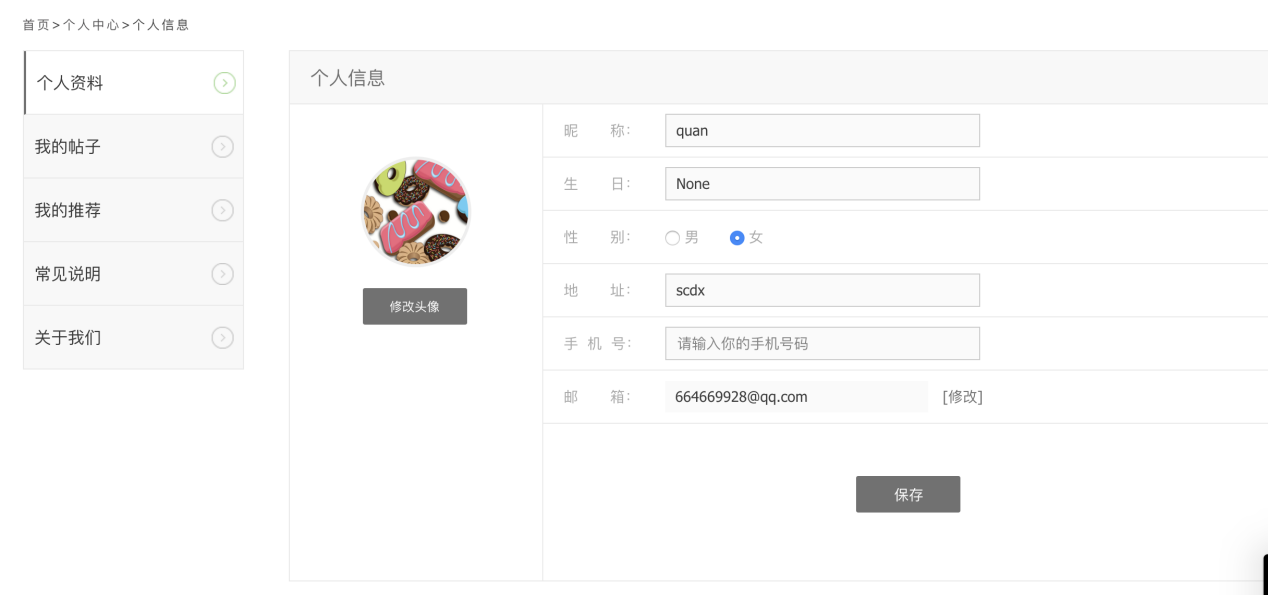 首页>个人中心>个人信息
个人资料
我的帖子
我的推荐
常见说明
关于我们
个人信息
修改头像
昵 称: quan
生 日: None
性 别: 男 女
地 址: scdx
手 机 号: 请输入你的手机号码
邮 箱: 664669928@qq.com [修改]
保存